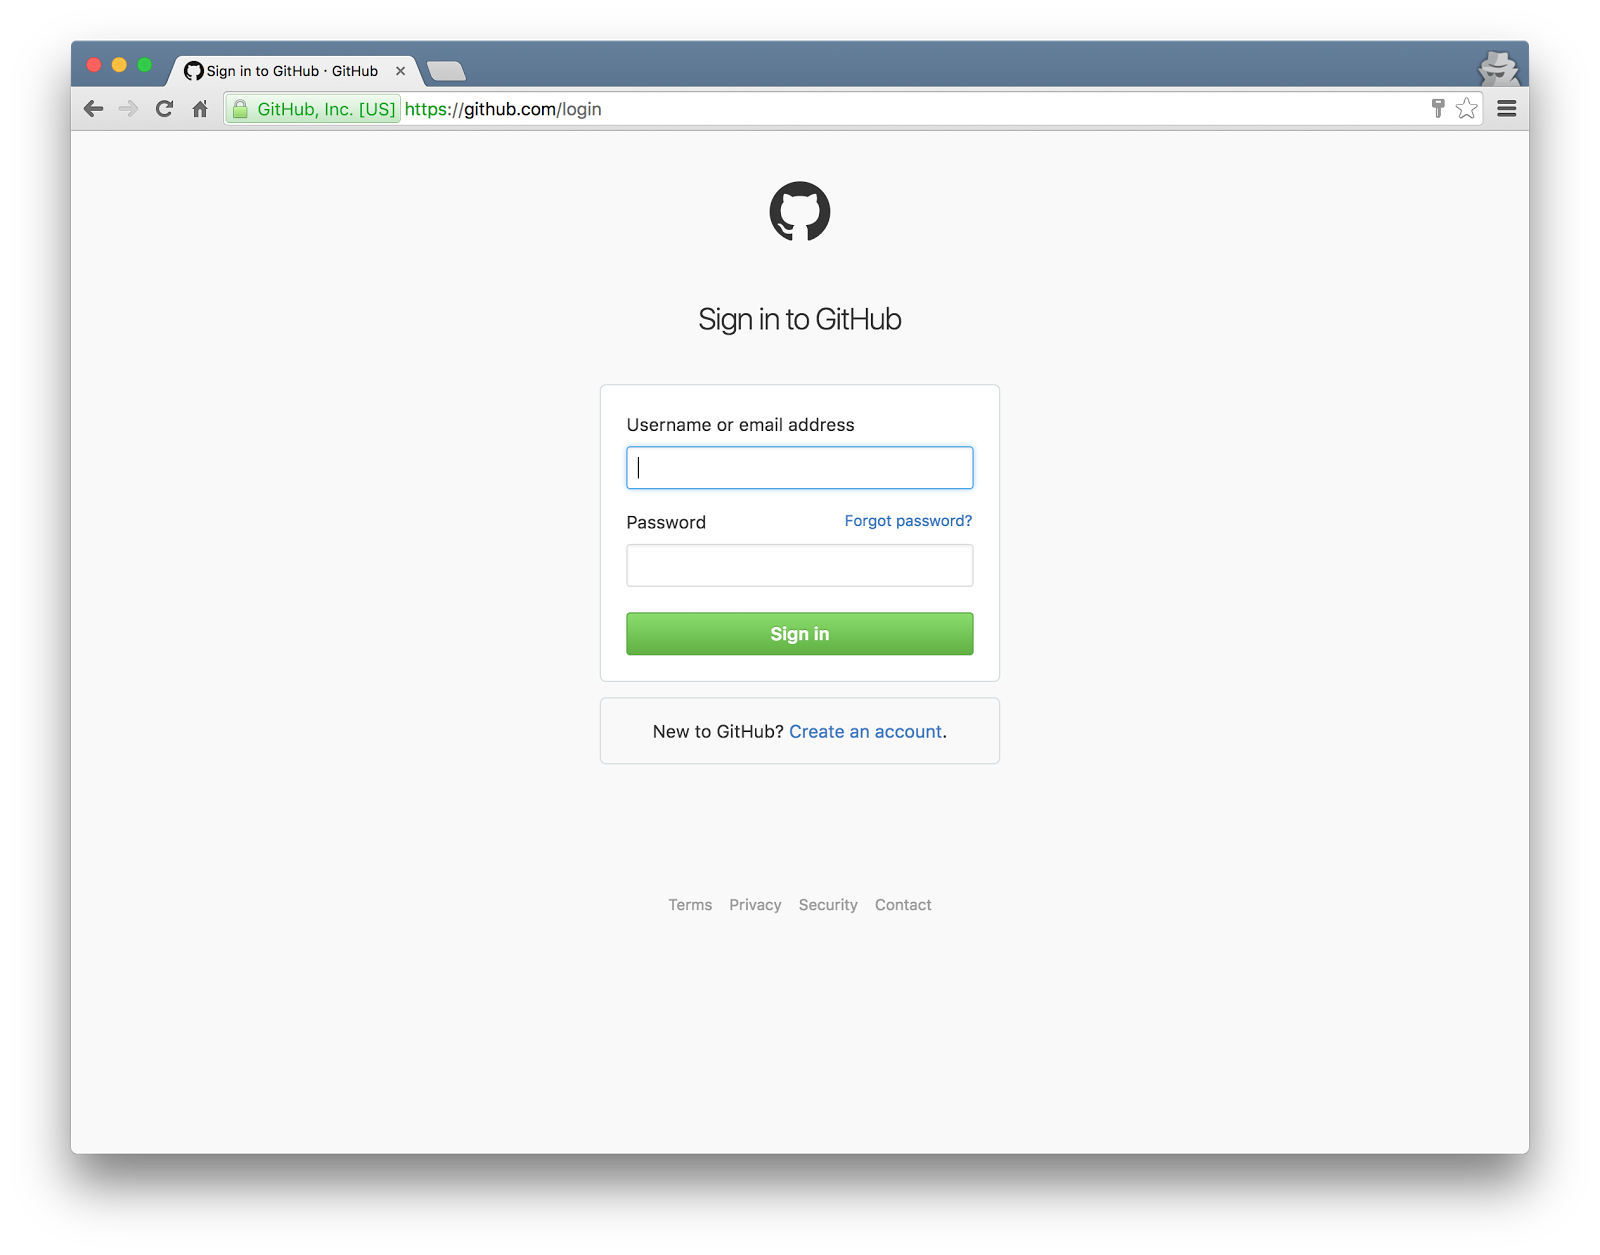 Sign in to GitHub · GitHub
GitHub, Inc. [US] https://github.com/login
Sign in to GitHub
Username or email address
Password Forgot password?
Sign in
New to GitHub? Create an account.
Terms Privacy Security Contact